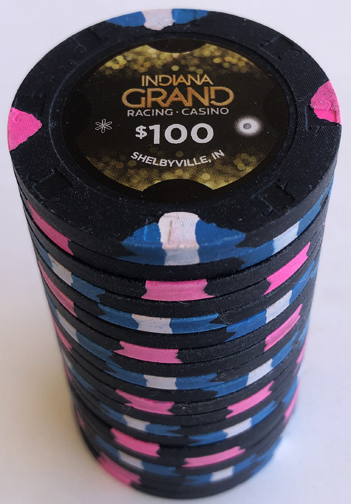 INDIANA
GRAND
RACING · CASINO
$100
SHELBYVILLE, IN